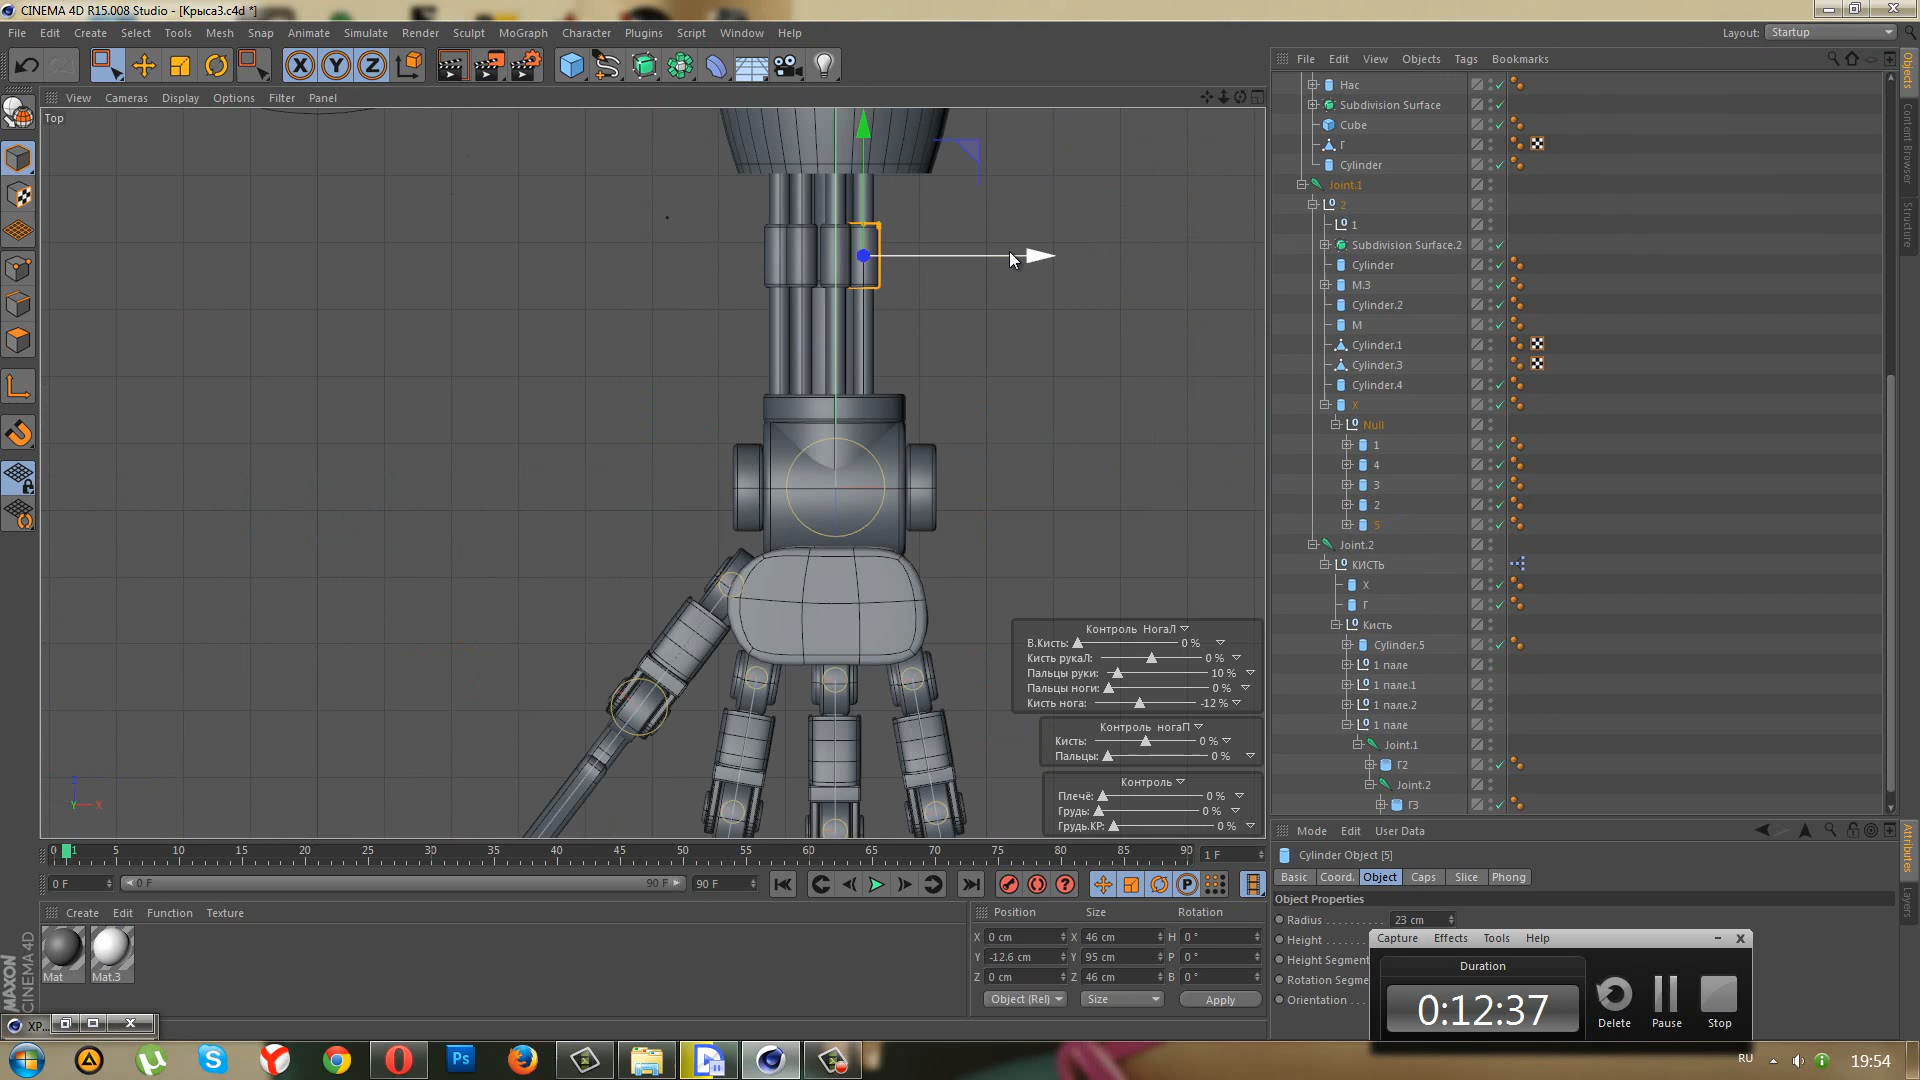 CINEMA 4D R15.008 Studio - [Крыса3.c4d *]
File Edit Create Select Tools Mesh Snap Animate Simulate Render Sculpt MoGraph Character Plugins Script Window Help
Layout: Startup
View Cameras Display Options Filter Panel
Top
File Edit View Objects Tags Bookmarks
Нас
Subdivision Surface
Cube
Г
Cylinder
Joint.1
2
1
Subdivision Surface.2
Cylinder
M.3
Cylinder.2
M
Cylinder.1
Cylinder.3
Cylinder.4
X
Null
1
4
3
2
5
Joint.2
КИСТЬ
X
Г
Кисть
Cylinder.5
1 пале
1 пале.1
1 пале.2
1 пале
Joint.1
Г2
Joint.2
Г3
Objects
Content Browser
Structure
Контроль НогаЛ
В.Кисть: 0 %
Кисть рукаЛ: 0 %
Пальцы руки: 10 %
Пальцы ноги: 0 %
Кисть нога: -12 %
Контроль ногаП
Кисть: 0 %
Пальцы: 0 %
Контроль
Плечё: 0 %
Грудь: 0 %
Грудь.КР: 0 %
Z
Y X
0 1 5 10 15 20 25 30 35 40 45 50 55 60 65 70 75 80 85 90 1 F
0 F 0 F 90 F 90 F
Create Edit Function Texture
Mat Mat.3
MAXON CINEMA 4D
Position Size Rotation
X 0 cm X 46 cm H 0 °
Y -12.6 cm Y 95 cm P 0 °
Z 0 cm Z 46 cm B 0 °
Object (Rel) Size Apply
Mode Edit User Data
Cylinder Object [5]
Basic Coord. Object Caps Slice Phong
Object Properties
Radius 23 cm
Height
Height Segment
Rotation Segme
Orientation
Attributes
Layers
Capture Effects Tools Help
Duration
0:12:37
Delete Pause Stop
XP...
Ps
RU
19:54